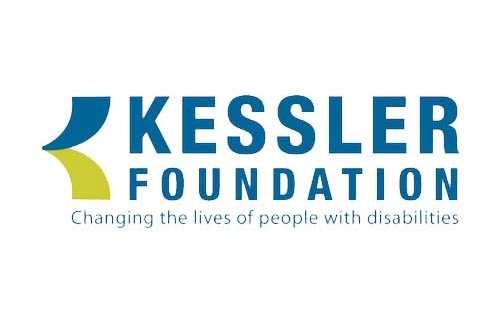 KESSLER
FOUNDATION
Changing the lives of people with disabilities